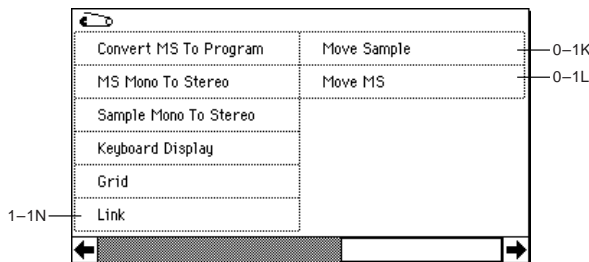 Convert MS To Program
Move Sample
0–1K
MS Mono To Stereo
Move MS
0–1L
Sample Mono To Stereo
Keyboard Display
Grid
1–1N
Link